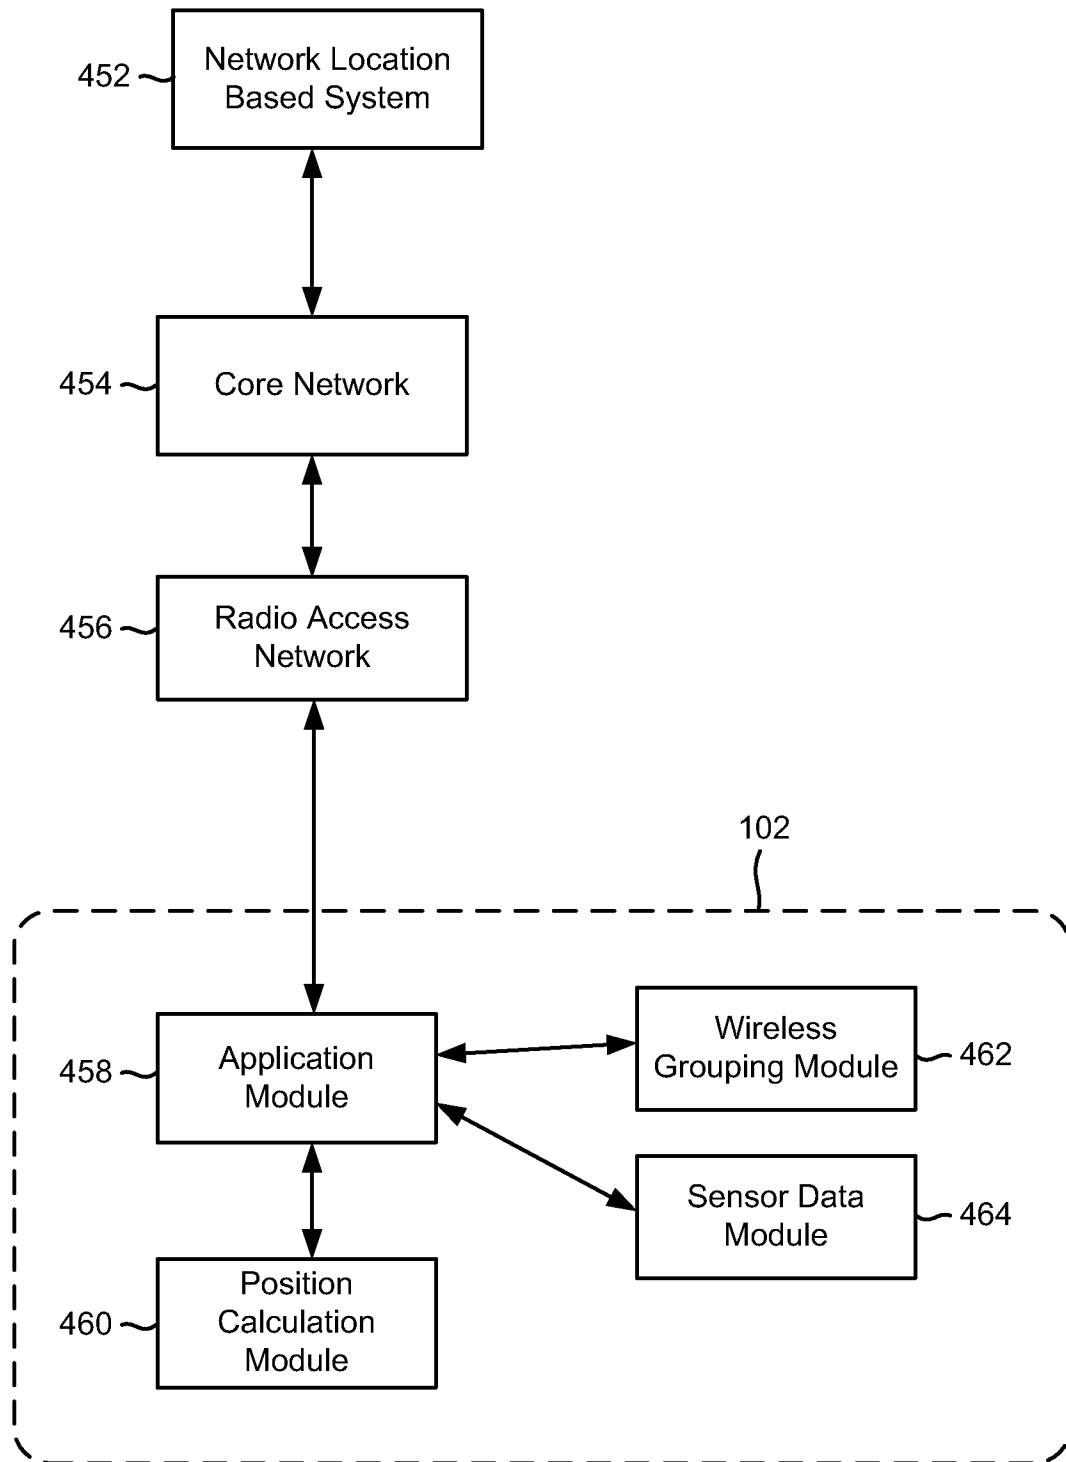 452
Network Location
Based System
454
Core Network
456
Radio Access
Network
102
458
Application
Module
Wireless
Grouping Module
462
Sensor Data
Module
464
460
Position
Calculation
Module